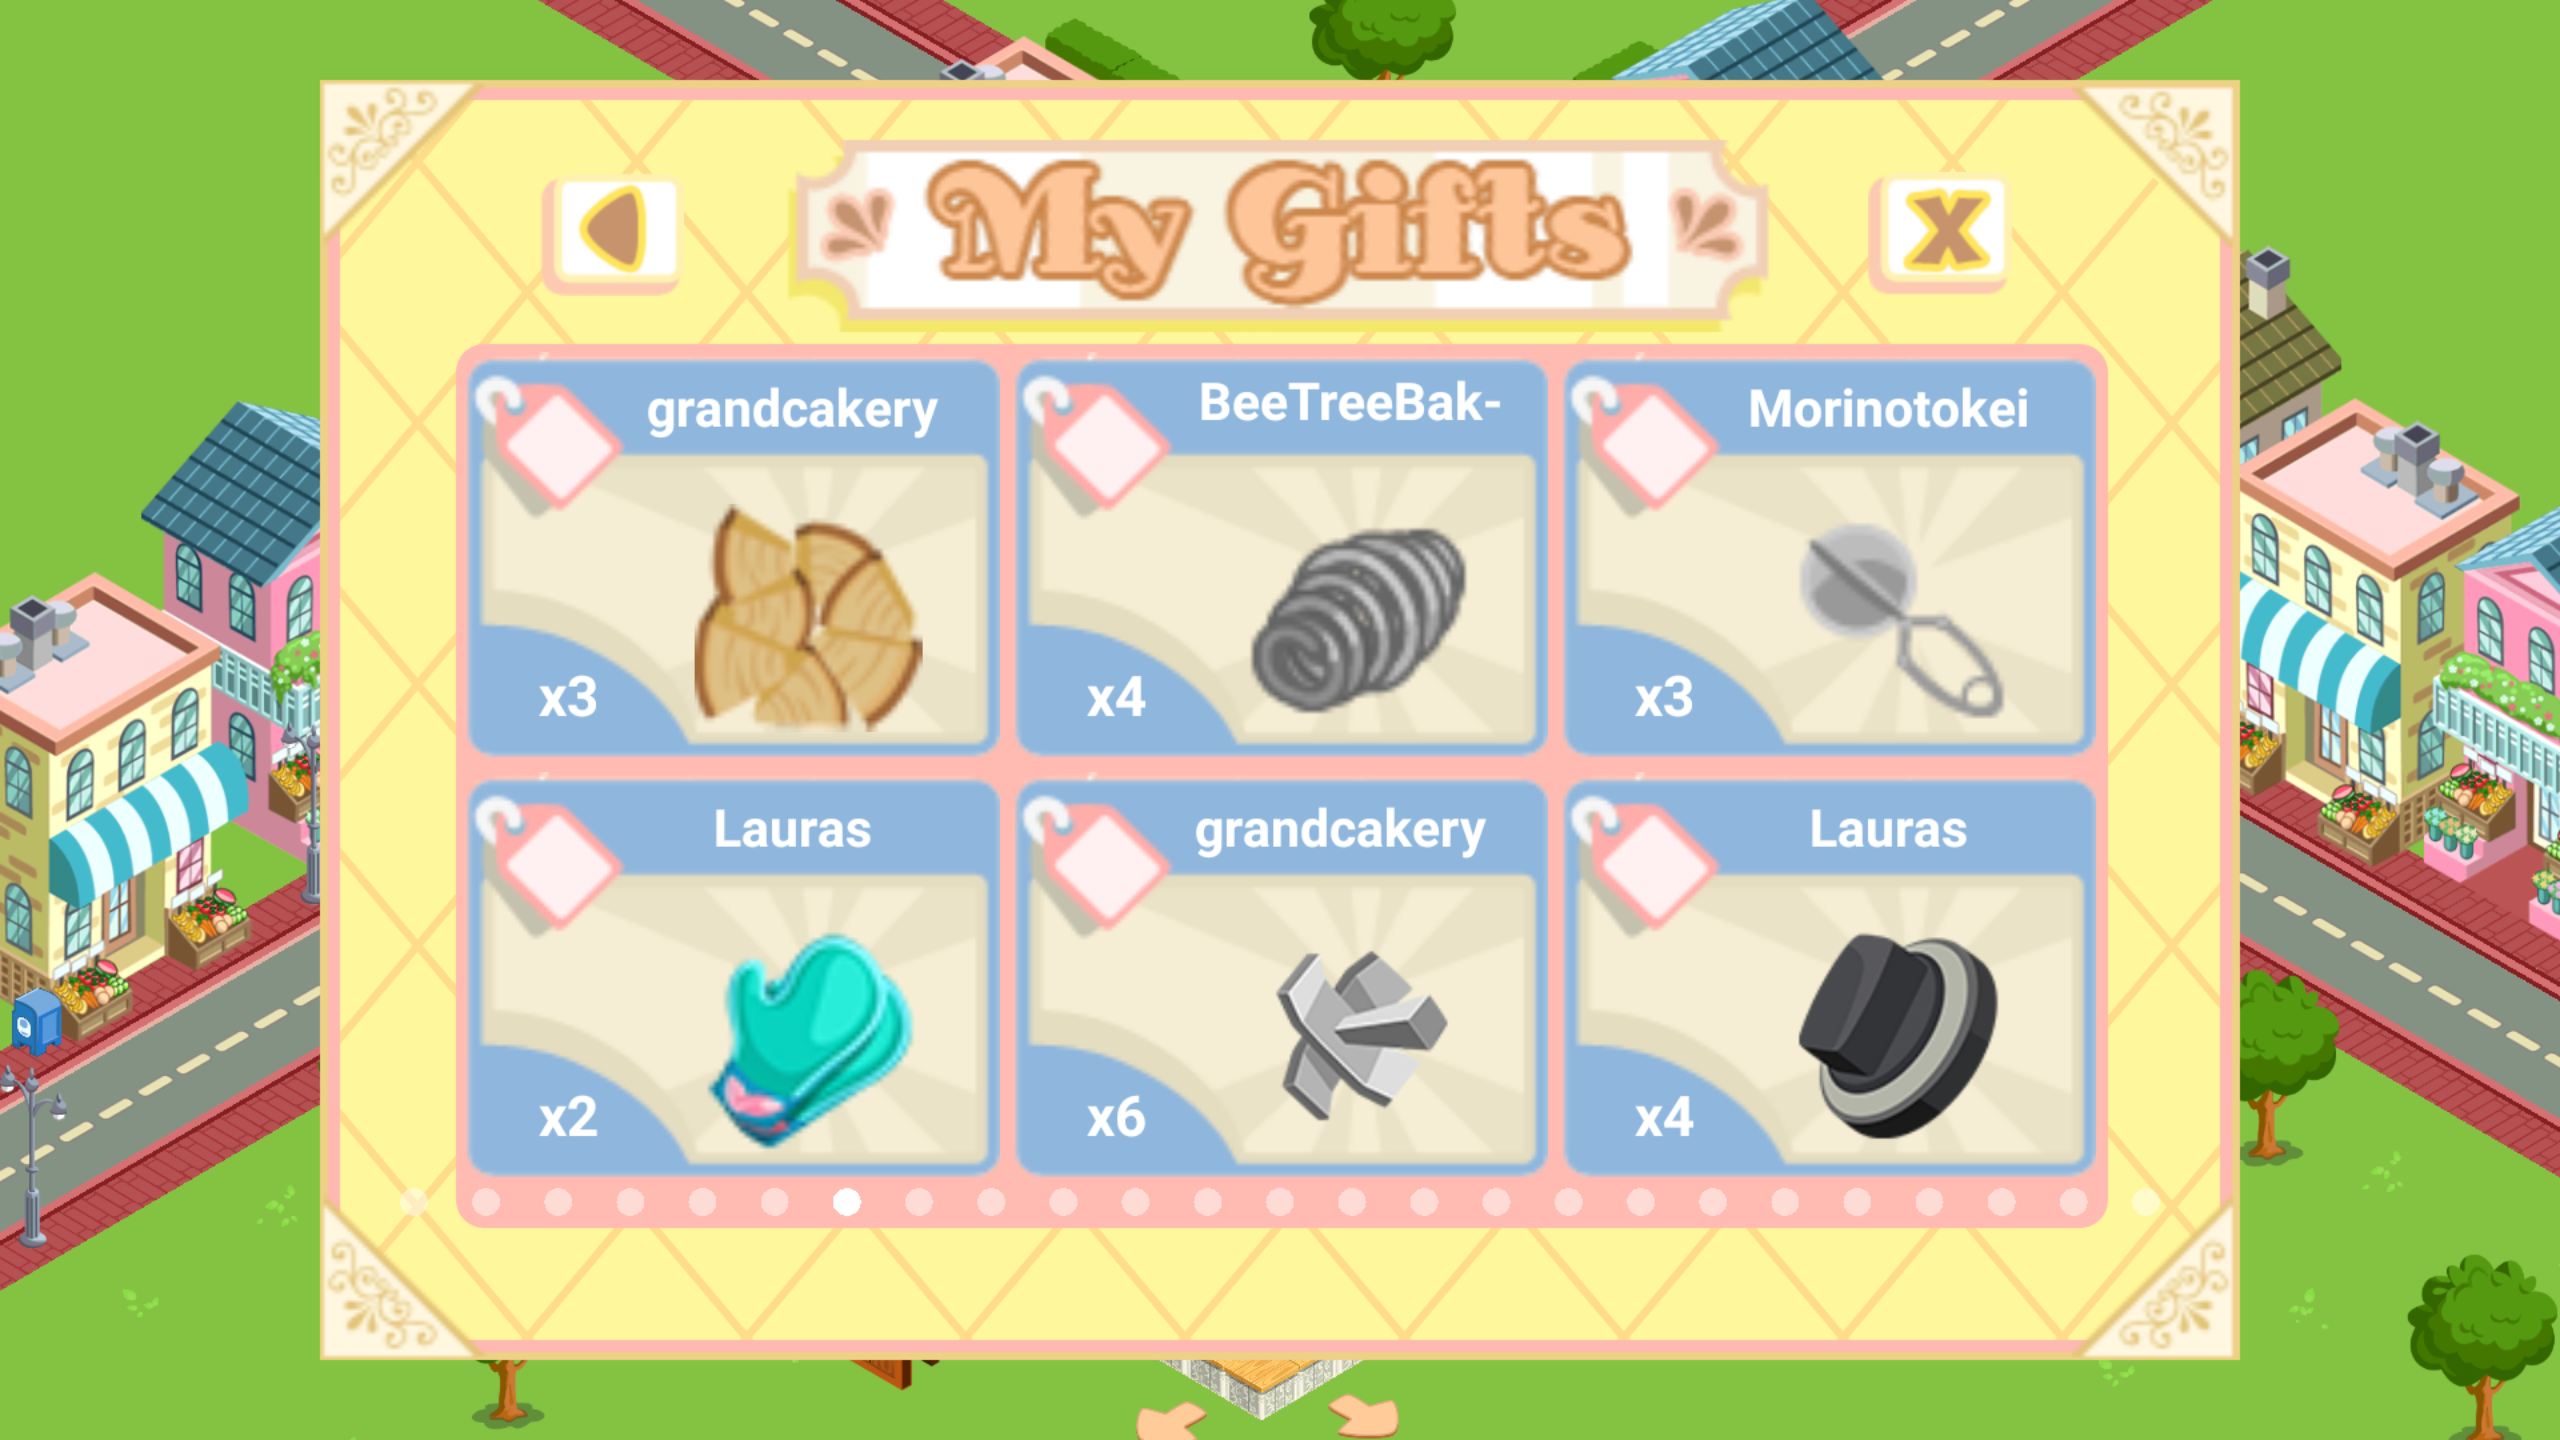 My Gifts
X
grandcakery
BeeTreeBak-
Morinotokei
x3
x4
x3
Lauras
grandcakery
Lauras
x2
x6
x4